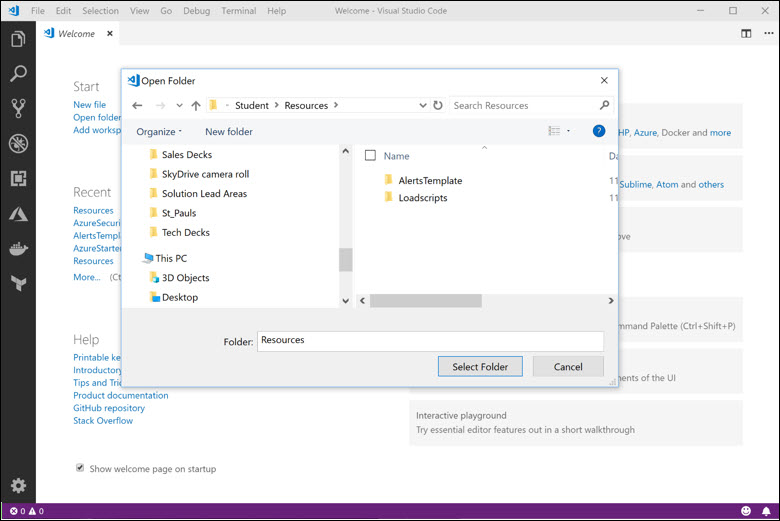 File Edit Selection View Go Debug Terminal Help Welcome - Visual Studio Code
Welcome
Start
New file
Open folder
Add worksp
Recent
Resources
AzureSecuri
AlertsTempl
AzureStarte
Resources
More... (Ct
Help
Printable ke
Introductory
Tips and Tric
Product documentation
GitHub repository
Stack Overflow
Show welcome page on startup
Open Folder
Student Resources
Search Resources
Organize New folder
?
Sales Decks
SkyDrive camera roll
Solution Lead Areas
St_Pauls
Tech Decks
This PC
3D Objects
Desktop
Name Da
AlertsTemplate 11
Loadscripts 11
Folder: Resources
Select Folder Cancel
HP, Azure, Docker and more
Sublime, Atom and others
ove
mmand Palette (Ctrl+Shift+P)
nents of the UI
Interactive playground
Try essential editor features out in a short walkthrough
0 0